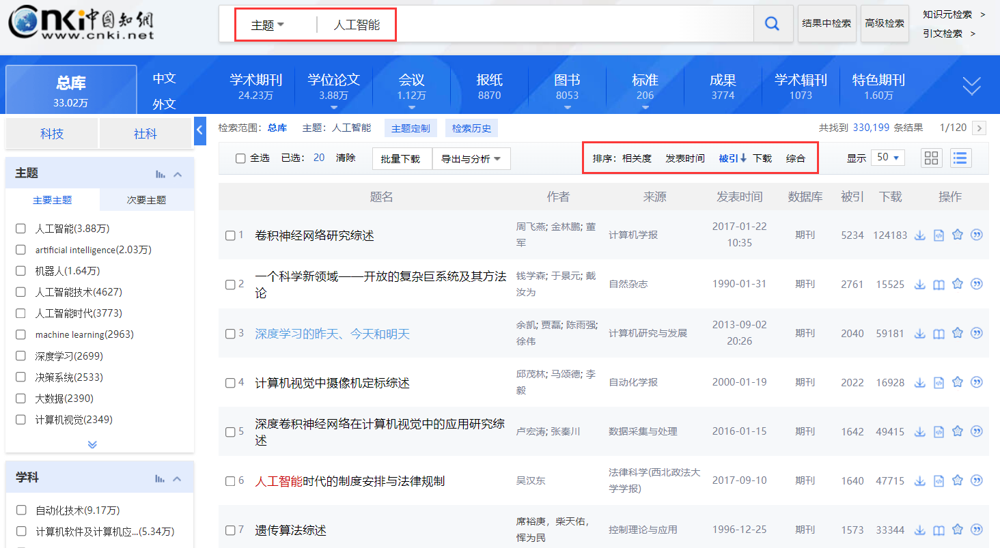 cnki中国知網
www.cnki.net
主题 人工智能
结果中检索 高级检索
知识元检索 >
引文检索 >
总库
33.02万
中文
外文
学术期刊 学位论文 会议 报纸 图书 标准 成果 学术辑刊 特色期刊
24.23万 3.88万 1.12万 8870 8053 206 3774 1073 1.60万
科技 社科
检索范围：总库 主题：人工智能 主题定制 检索历史 共找到 330,199 条结果 1/120 >
全选 已选：20 清除 批量下载 导出与分析 排序：相关度 发表时间 被引↓ 下载 综合 显示 50
主题
主要主题 次要主题
人工智能(3.88万)
artificial intelligence(2.03万)
机器人(1.64万)
人工智能技术(4627)
人工智能时代(3773)
machine learning(2963)
深度学习(2699)
决策系统(2533)
大数据(2390)
计算机视觉(2349)
学科
自动化技术(9.17万)
计算机软件及计算机应...(5.34万)
题名 作者 来源 发表时间 数据库 被引 下载 操作
1 卷积神经网络研究综述 周飞燕; 金林鹏; 董军 计算机学报 2017-01-22 10:35 期刊 5234 124183
2 一个科学新领域——开放的复杂巨系统及其方法论 钱学森; 于景元; 戴汝为 自然杂志 1990-01-31 期刊 2761 15525
3 深度学习的昨天、今天和明天 余凯; 贾磊; 陈雨强; 徐伟 计算机研究与发展 2013-09-02 20:26 期刊 2040 59181
4 计算机视觉中摄像机定标综述 邱茂林; 马颂德; 李毅 自动化学报 2000-01-19 期刊 2022 16928
5 深度卷积神经网络在计算机视觉中的应用研究综述 卢宏涛; 张秦川 数据采集与处理 2016-01-15 期刊 1642 49415
6 人工智能时代的制度安排与法律规制 吴汉东 法律科学(西北政法大学学报) 2017-09-10 期刊 1640 47715
7 遗传算法综述 席裕庚，柴天佑，恽为民 控制理论与应用 1996-12-25 期刊 1573 33344